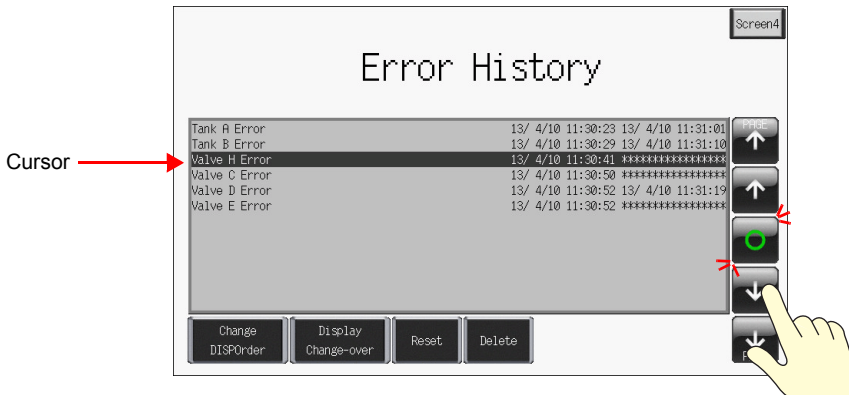 Screen4
Error History
Tank A Error 13/ 4/10 11:30:23 13/ 4/10 11:31:01
Tank B Error 13/ 4/10 11:30:29 13/ 4/10 11:31:10
Cursor
Valve H Error 13/ 4/10 11:30:41 *****************
Valve C Error 13/ 4/10 11:30:50 *****************
Valve D Error 13/ 4/10 11:30:52 13/ 4/10 11:31:19
Valve E Error 13/ 4/10 11:30:52 *****************
PAGE
Change
DISPOrder
Display
Change-over
Reset
Delete